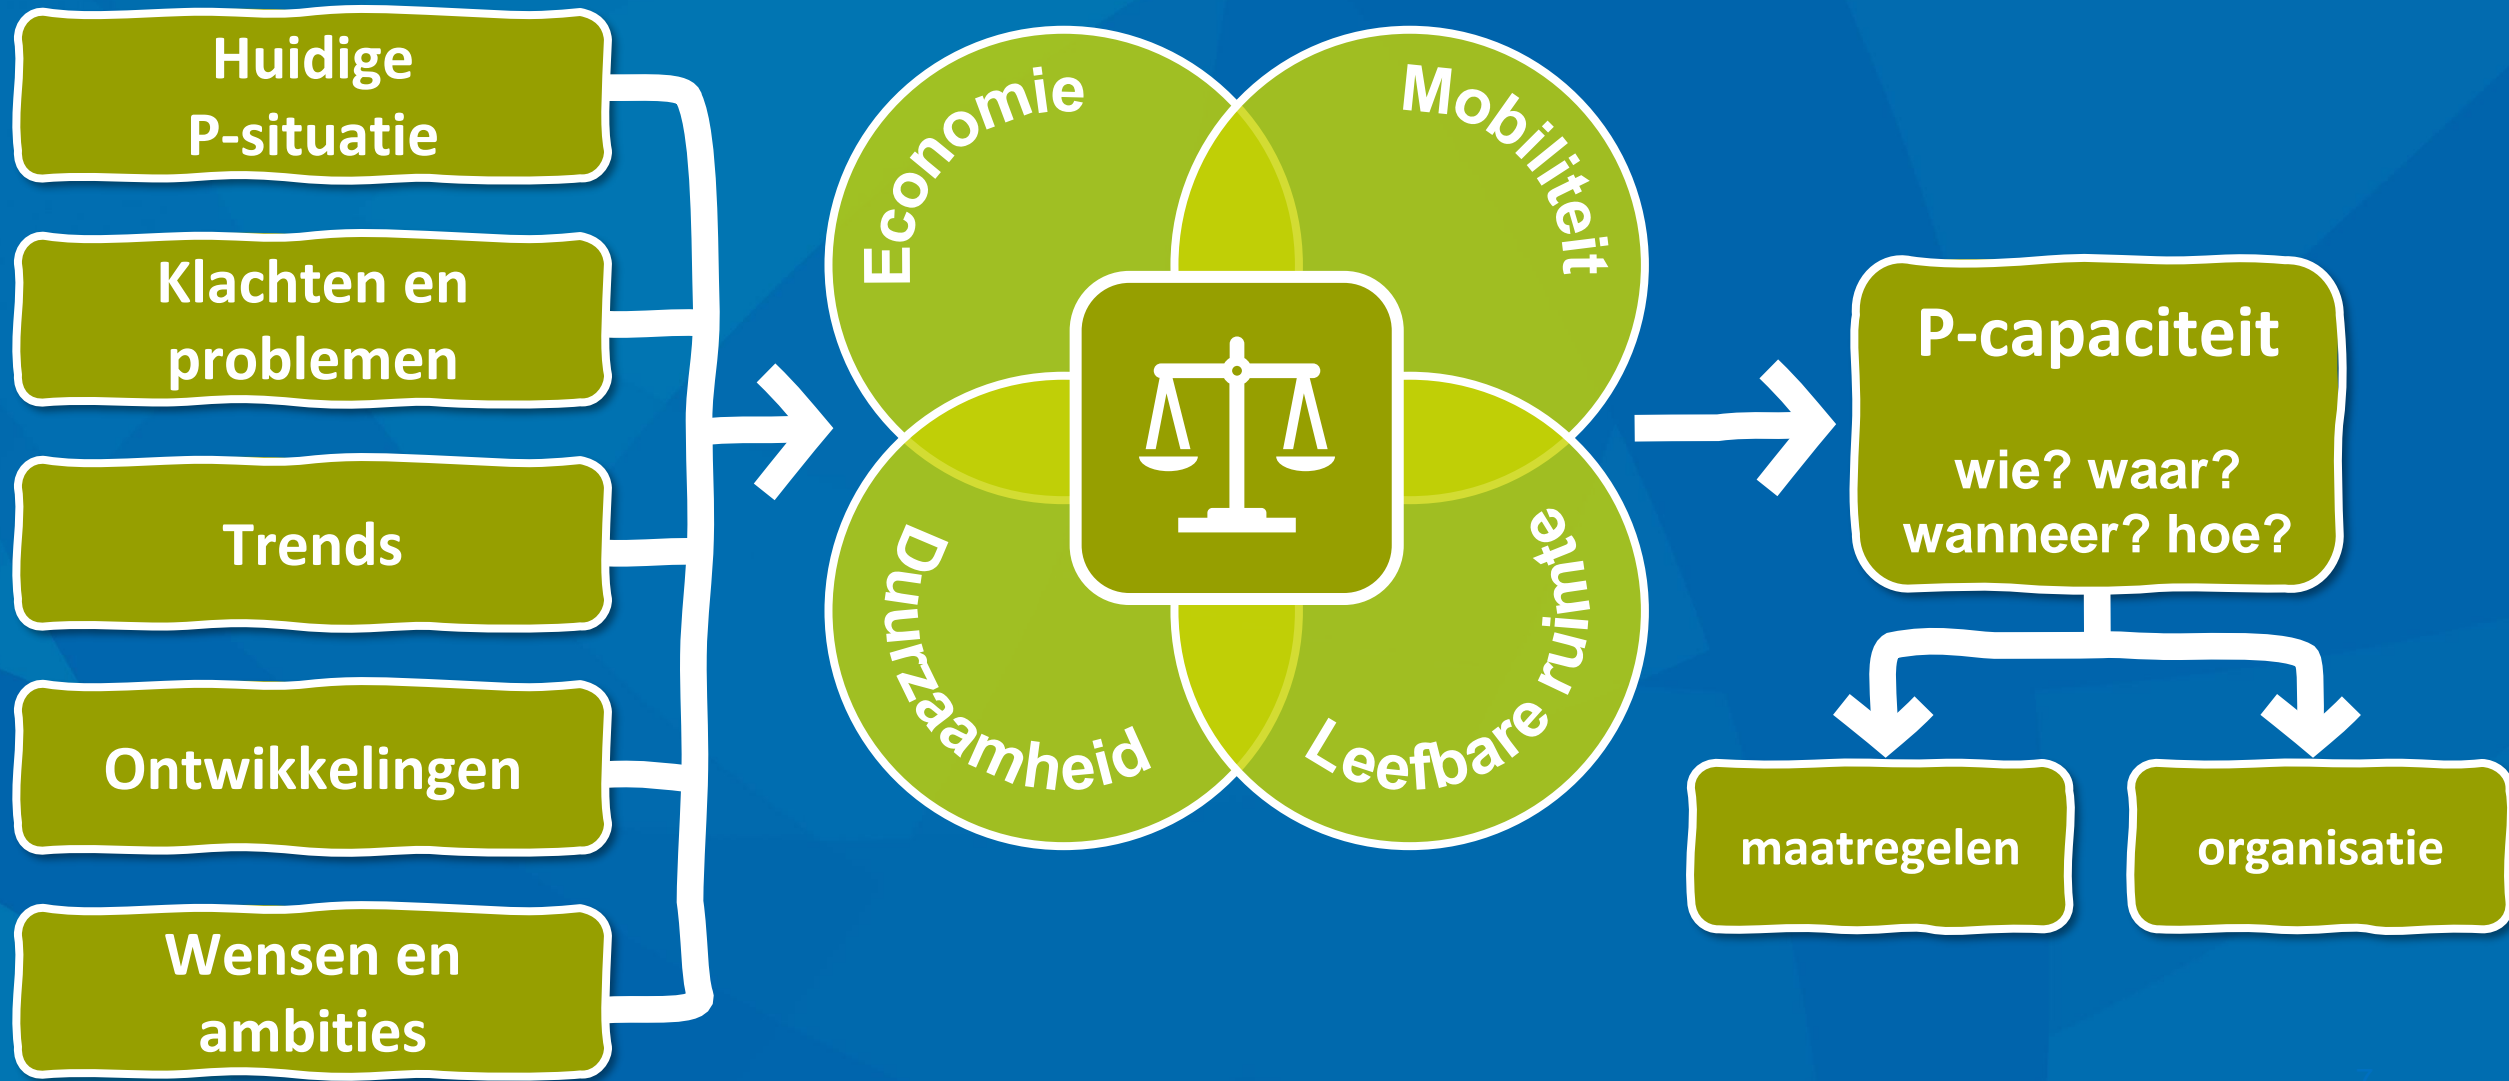 Huidige
P-situatie
Klachten en
problemen
Trends
Ontwikkelingen
Wensen en
ambities
Economie
Mobiliteit
Duurzaamheid
Leefbare ruimte
P-capaciteit
wie? waar?
wanneer? hoe?
maatregelen
organisatie